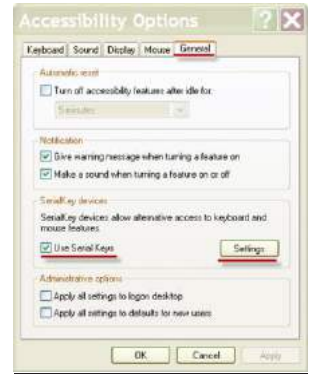 Accessibility Options
Keyboard Sound Display Mouse General
Automatic reset
Turn off accessibility features after idle for:
5 minutes
Notification
Give warning message when turning a feature on
Make a sound when turning a feature on or off
SerialKey devices
SerialKey devices allow alternative access to keyboard and
mouse features.
Use Serial Keys Settings
Administrative options
Apply all settings to logon desktop
Apply all settings to defaults for new users
OK Cancel Apply